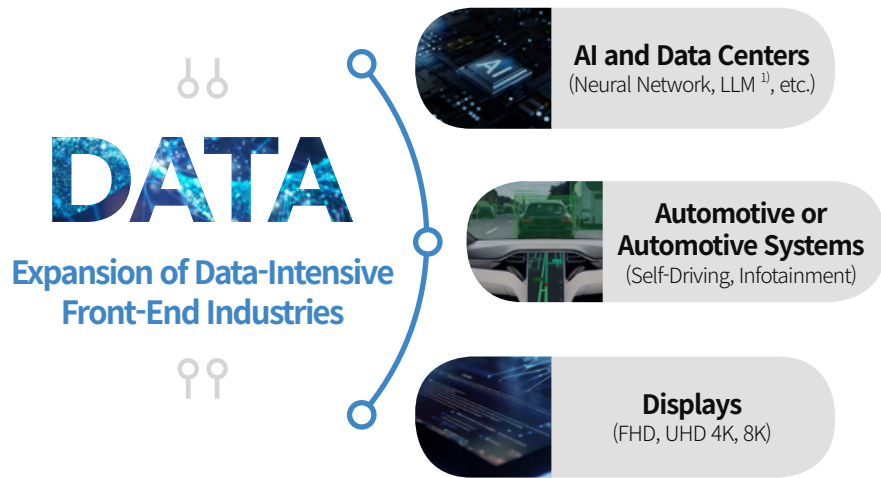 DATA
Expansion of Data-Intensive
Front-End Industries
AI
AI and Data Centers
(Neural Network, LLM 1), etc.)
Automotive or
Automotive Systems
(Self-Driving, Infotainment)
Displays
(FHD, UHD 4K, 8K)